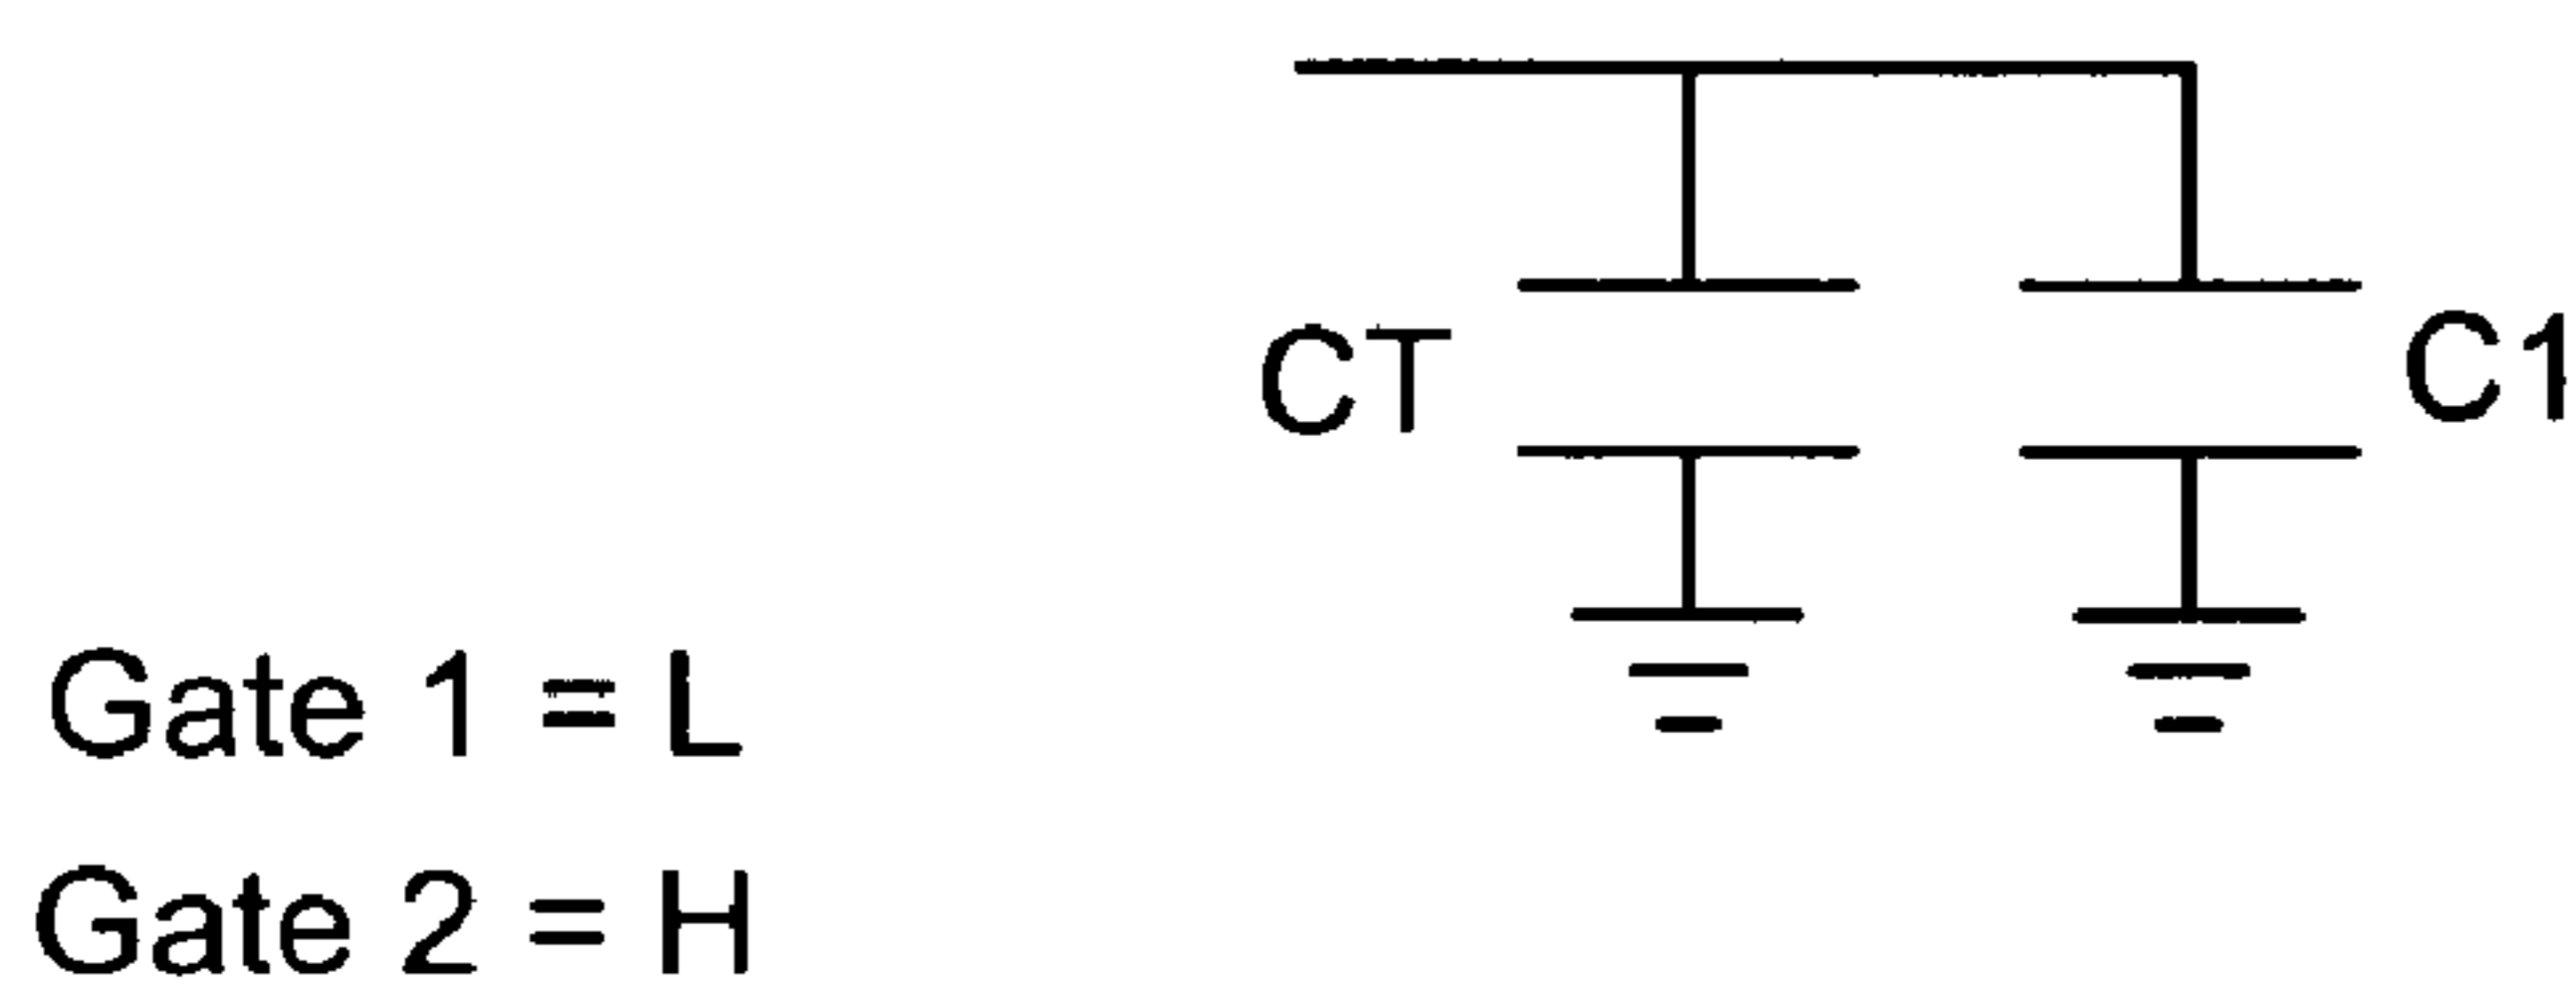 CT
C1
Gate 1 = L
Gate 2 = H